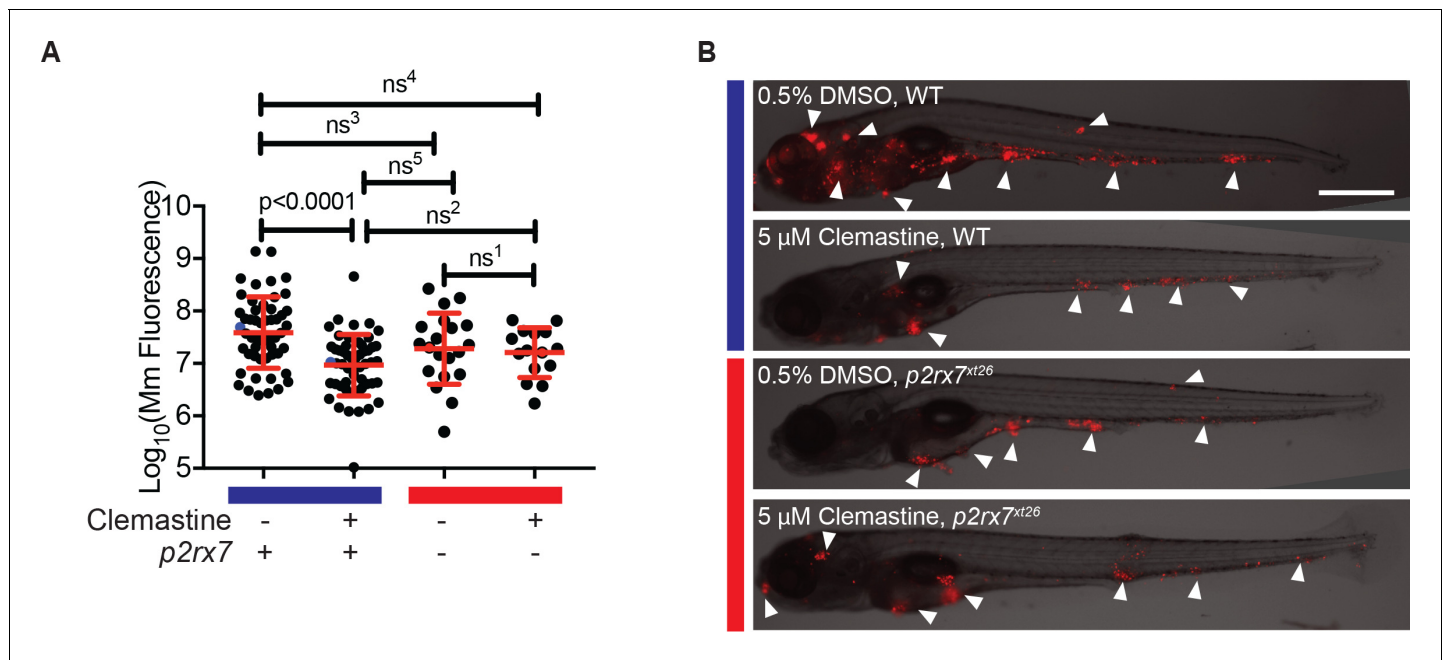 A
B
ns⁴
ns³
ns⁵
p<0.0001
ns²
ns¹
Log₁₀(Mm Fluorescence)
10
9
8
7
6
5
Clemastine - + - +
p2rx7 + + - -
0.5% DMSO, WT
5 µM Clemastine, WT
0.5% DMSO, p2rx7ˣᵗ²⁶
5 µM Clemastine, p2rx7ˣᵗ²⁶